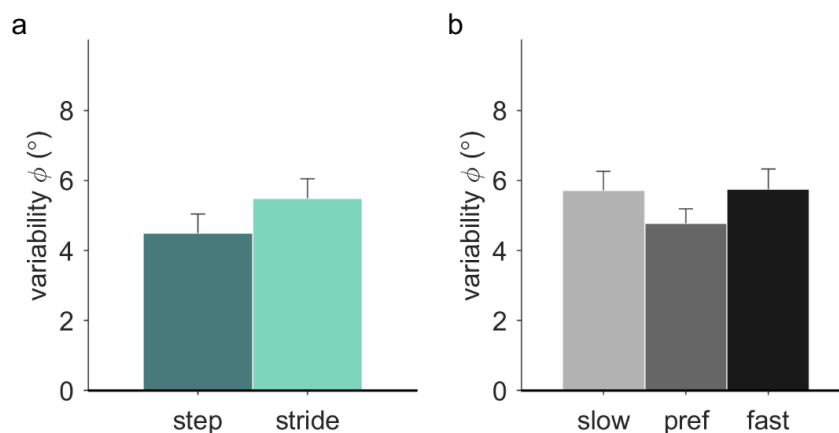 a
variability ϕ (°)
8
6
4
2
0
step stride
b
variability ϕ (°)
8
6
4
2
0
slow pref fast